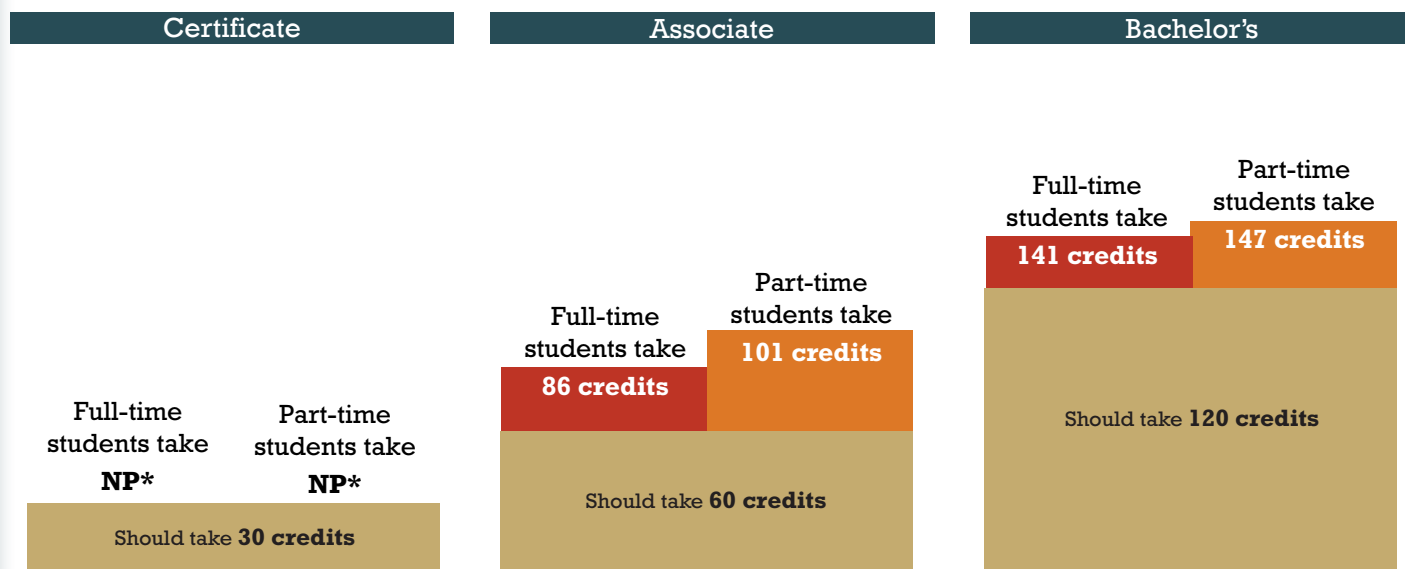 Certificate
Full-time
students take
NP*
Part-time
students take
NP*
Should take 30 credits
Associate
Full-time
students take
86 credits
Part-time
students take
101 credits
Should take 60 credits
Bachelor’s
Full-time
students take
141 credits
Part-time
students take
147 credits
Should take 120 credits